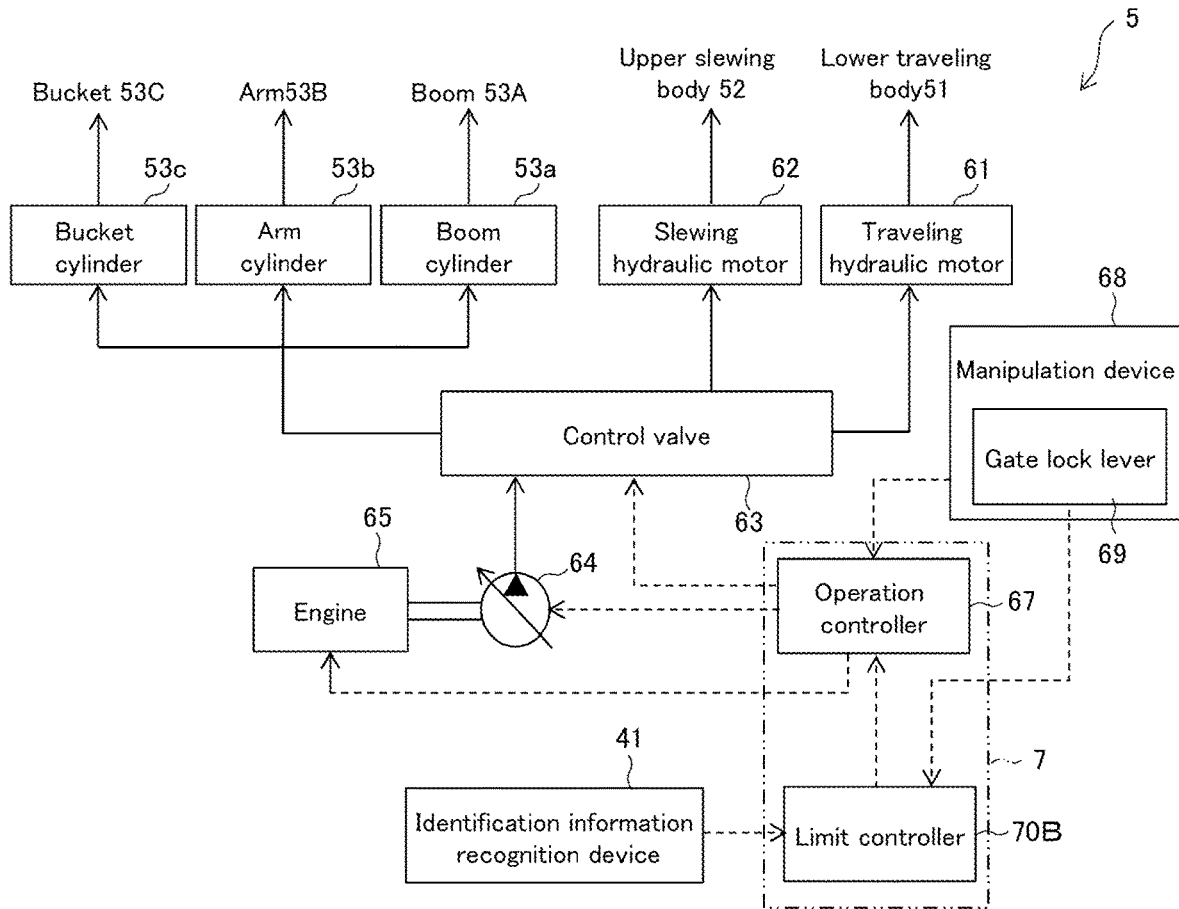 5
Upper slewing
body 52
Lower traveling
body51
Bucket 53C
Arm53B
Boom 53A
53c
53b
53a
62
61
Bucket
cylinder
Arm
cylinder
Boom
cylinder
Slewing
hydraulic motor
Traveling
hydraulic motor
68
Manipulation device
Gate lock lever
69
Control valve
63
65
64
Engine
Operation
controller
67
41
7
Identification information
recognition device
Limit controller
70B